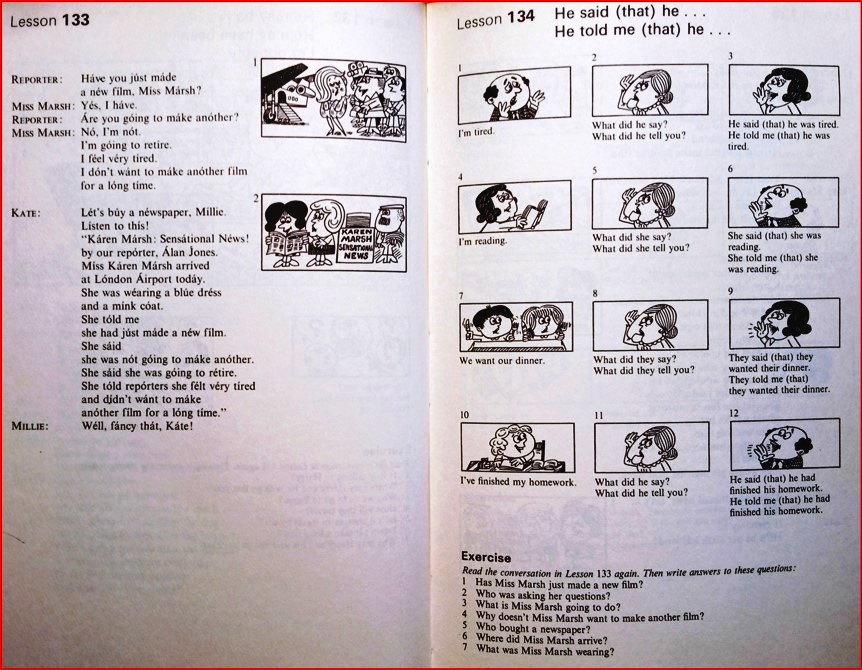 Lesson 133
REPORTER: Háve you júst máde
a néw film, Miss Mársh?
MISS MARSH: Yés, I háve.
REPORTER: Áre you góing to máke anóther?
MISS MARSH: Nó, I'm nót.
I'm góing to retíre.
I féel véry tíred.
I dón't wánt to máke anóther film
for a lóng time.
1
KATE: Lét's búy a néwspaper, Millie.
Lísten to this!
"Káren Mársh: Sensátional Néws!
by our repórter, Álan Jones.
Miss Káren Mársh arríved
at Lóndon Áirport todáy.
She was wéaring a blúe dréss
and a mínk cóat.
She tóld me
she had júst máde a néw film.
She sáid
she was nót góing to máke anóther.
She sáid she was góing to rétire.
She tóld repórters she félt véry tíred
and dídn't wánt to máke
anóther film for a lóng tíme."
MILLIE: Wéll, fáncy thát, Káte!
2
KAREN
MARSH
SENSATIONAL
NEWS
Lesson 134 He said (that) he . . .
He told me (that) he . . .
1
I'm tired.
2
What did he say?
What did he tell you?
3
He said (that) he was tired.
He told me (that) he was
tired.
4
I'm reading.
5
What did she say?
What did she tell you?
6
She said (that) she was
reading.
She told me (that) she
was reading.
7
We want our dinner.
8
What did they say?
What did they tell you?
9
They said (that) they
wanted their dinner.
They told me (that)
they wanted their dinner.
10
I've finished my homework.
11
What did he say?
What did he tell you?
12
He said (that) he had
finished his homework.
He told me (that) he had
finished his homework.
Exercise
Read the conversation in Lesson 133 again. Then write answers to these questions:
1 Has Miss Marsh just made a new film?
2 Who was asking her questions?
3 What is Miss Marsh going to do?
4 Why doesn't Miss Marsh want to make another film?
5 Who bought a newspaper?
6 Where did Miss Marsh arrive?
7 What was Miss Marsh wearing?